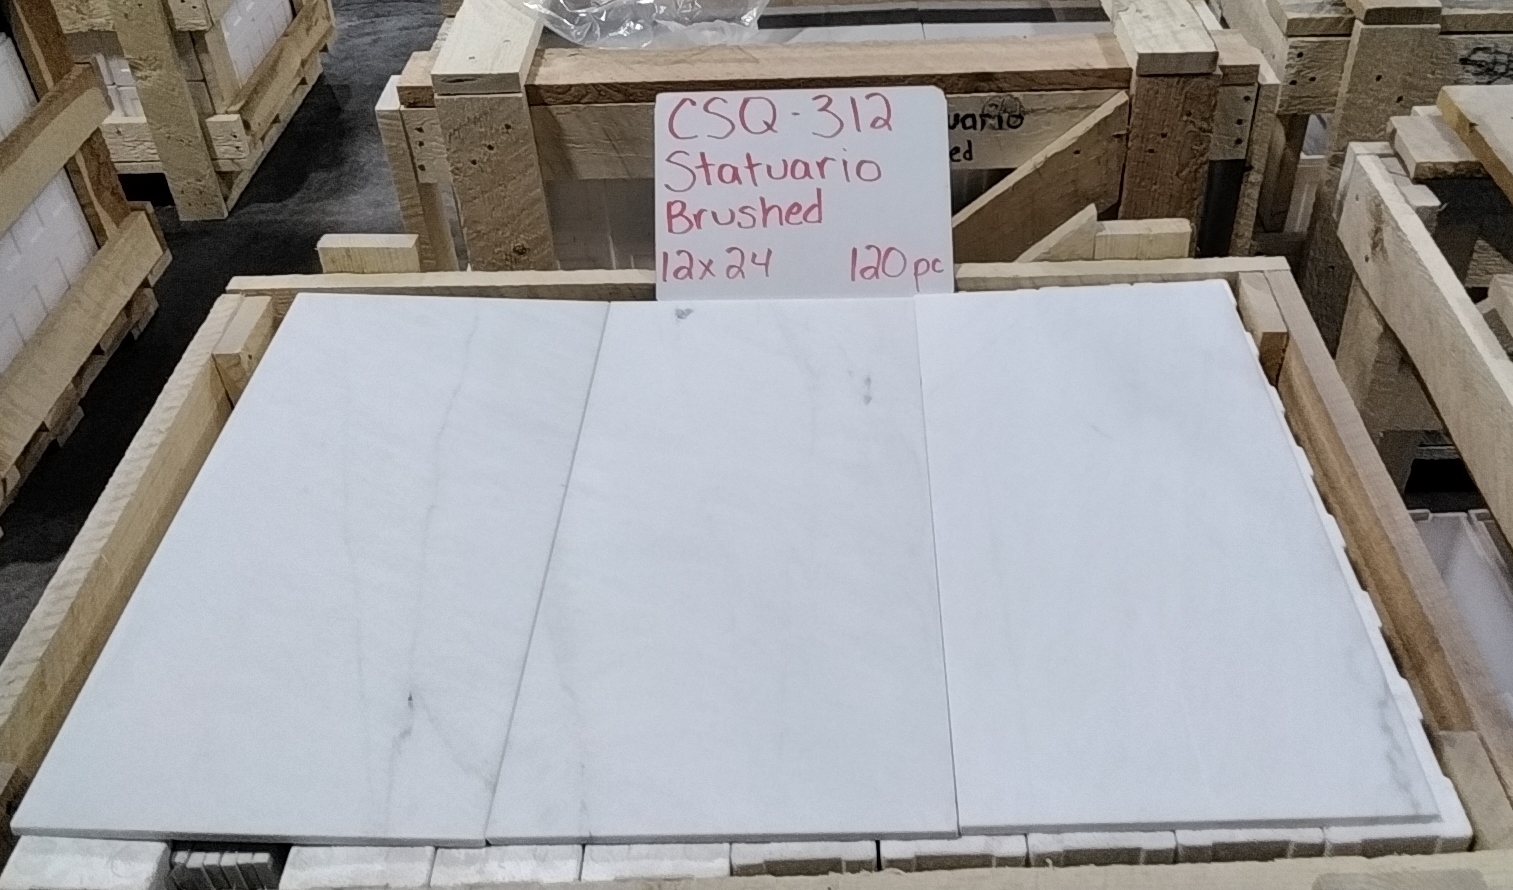 CSQ-312
Statuario
Brushed
12x24 120pc